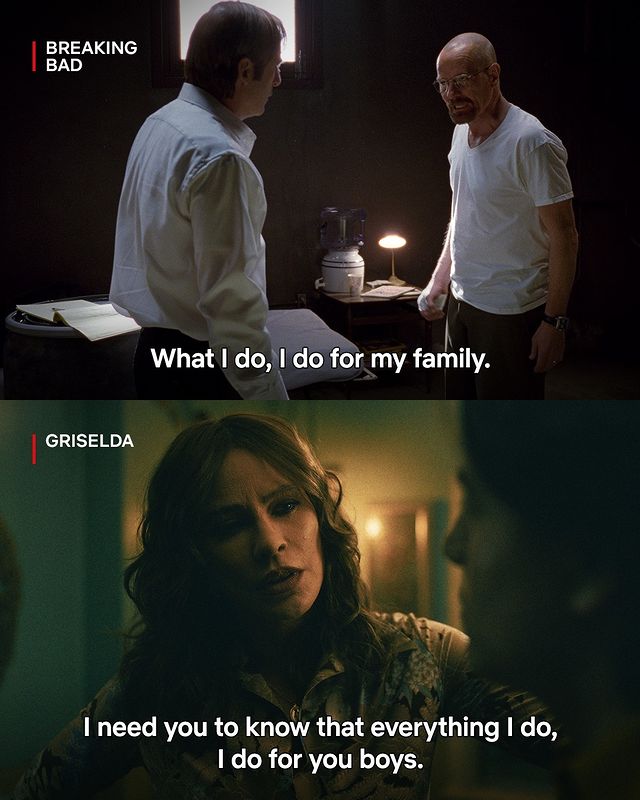 BREAKING
BAD
What I do, I do for my family.
GRISELDA
I need you to know that everything I do,
I do for you boys.